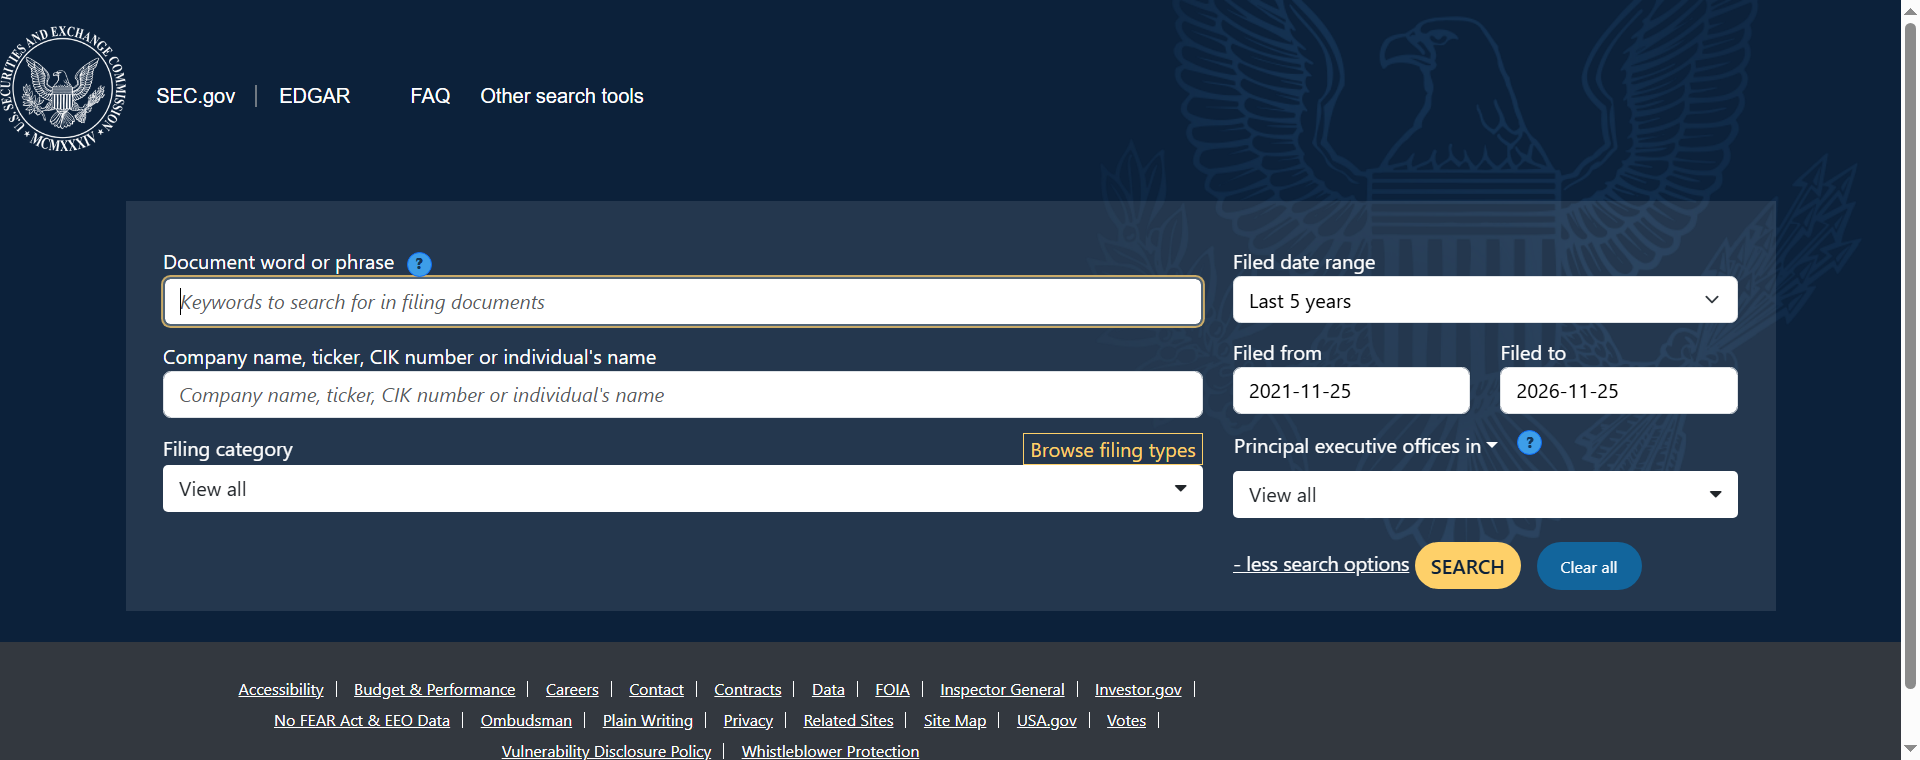 U.S. SECURITIES AND EXCHANGE COMMISSION
MCMXXXIV
SEC.gov
EDGAR
FAQ
Other search tools
Document word or phrase ?
Keywords to search for in filing documents
Company name, ticker, CIK number or individual's name
Company name, ticker, CIK number or individual's name
Filing category
Browse filing types
View all
Filed date range
Last 5 years
Filed from
Filed to
2021-11-25
2026-11-25
Principal executive offices in ?
View all
- less search options
SEARCH
Clear all
Accessibility | Budget & Performance | Careers | Contact | Contracts | Data | FOIA | Inspector General | Investor.gov |
No FEAR Act & EEO Data | Ombudsman | Plain Writing | Privacy | Related Sites | Site Map | USA.gov | Votes |
Vulnerability Disclosure Policy | Whistleblower Protection